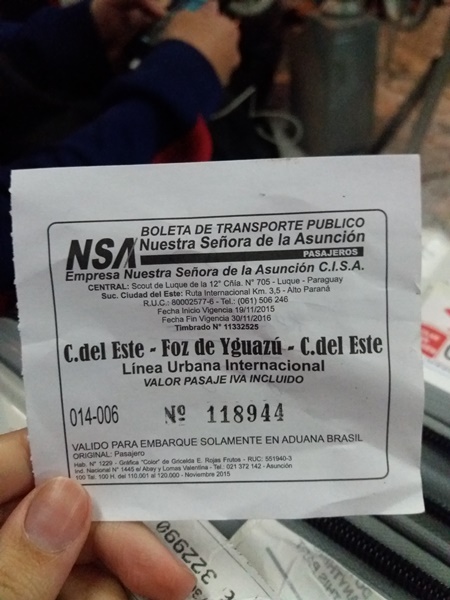 BOLETA DE TRANSPORTE PUBLICO
NSA Nuestra Señora de la Asunción
PASAJEROS
Empresa Nuestra Señora de la Asunción C.I.S.A.
CENTRAL: Scout de Luque de la 12° Cñia. N° 705 - Luque - Paraguay
Suc. Ciudad del Este: Ruta Internacional Km. 3,5 - Alto Paraná
R.U.C.: 80002577-6 - Tel.: (061) 506 246
Fecha Inicio Vigencia 19/11/2015
Fecha Fin Vigencia 30/11/2016
Timbrado N° 11332525
C.del Este - Foz de Yguazú - C.del Este
Línea Urbana Internacional
VALOR PASAJE IVA INCLUIDO
014-006 Nº 118944
VALIDO PARA EMBARQUE SOLAMENTE EN ADUANA BRASIL
ORIGINAL: Pasajero
Hab. N° 1229 - Gráfica "Color" de Griselda E. Rojas Frutos - RUC: 551940-3
Ind. Nacional N° 1445 e/ Abay y Lomas Valentina - Tel.: 021 372 142 - Asunción
100 Tal. 100 H. del 110.001 al 120.000 - Noviembre 2015
322990